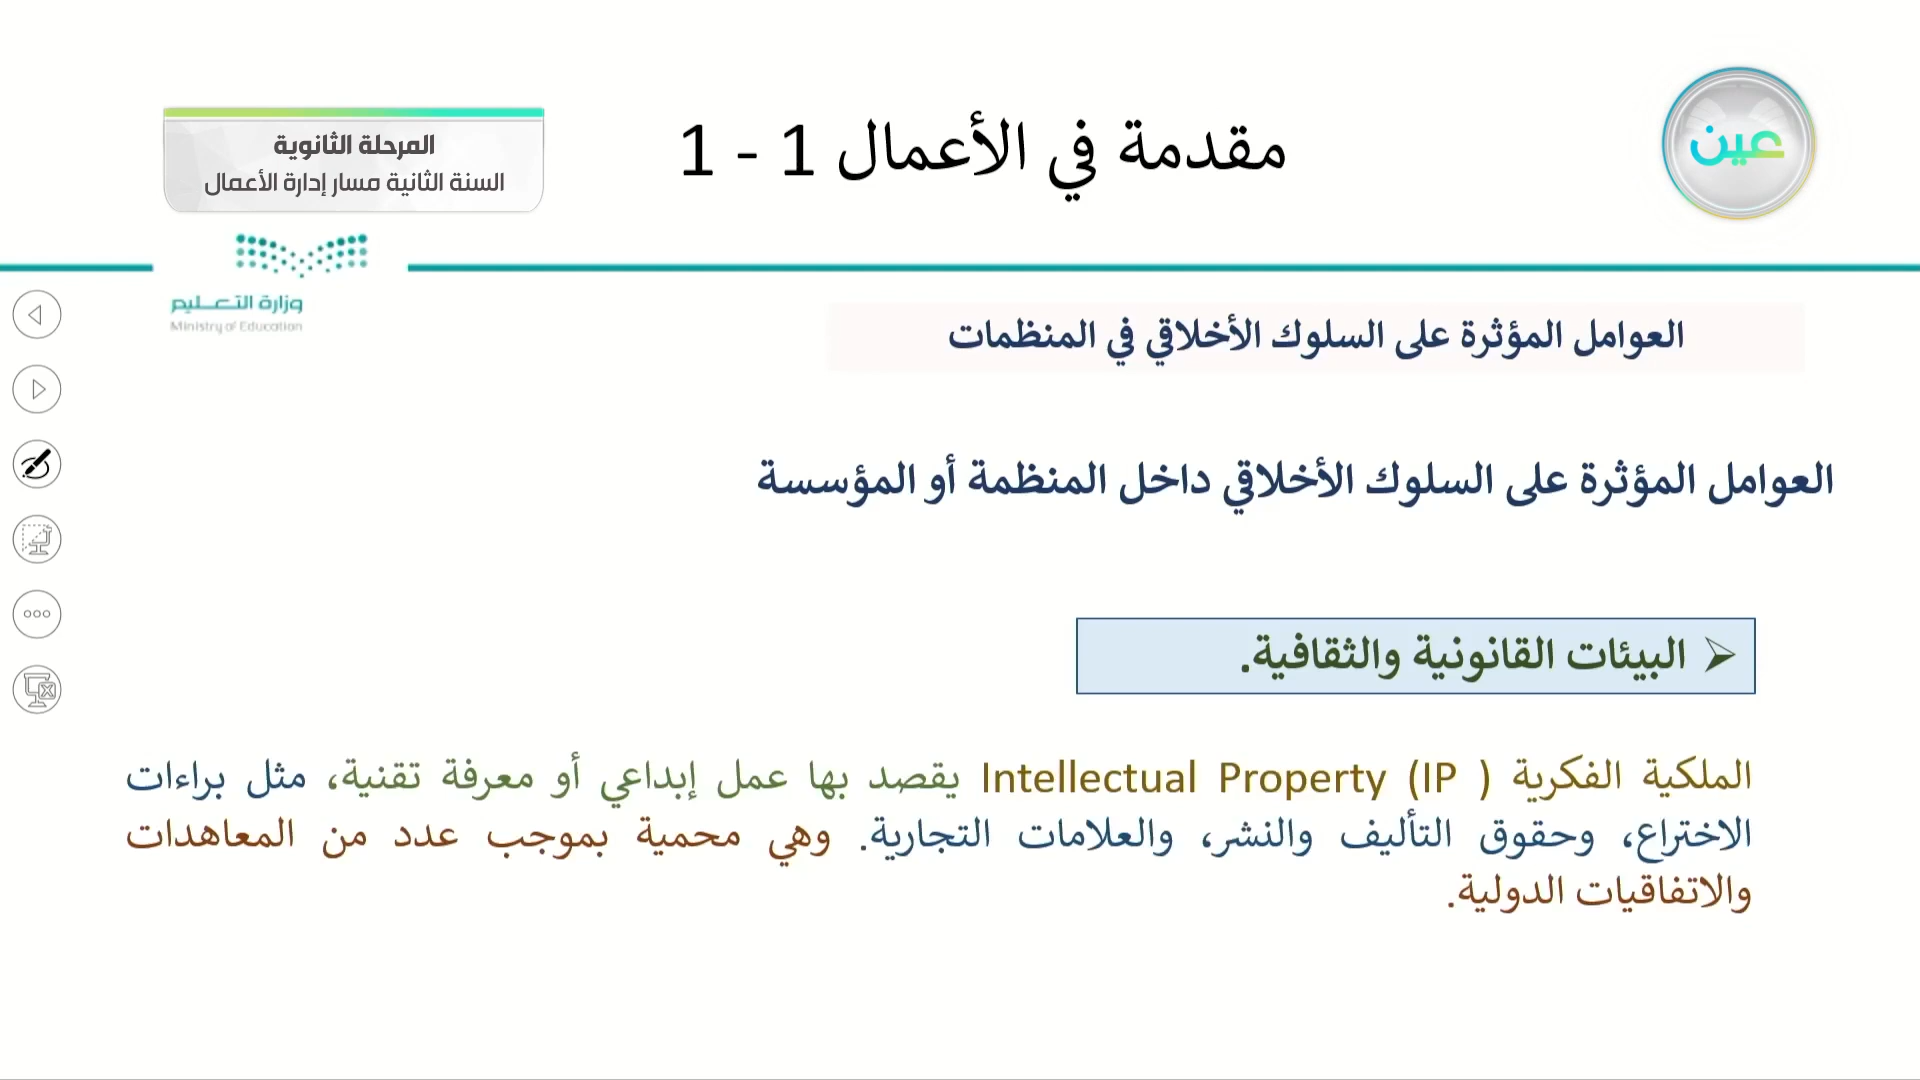 عين
مقدمة في الأعمال 1 - 1
المرحلة الثانوية
السنة الثانية مسار إدارة الأعمال
وزارة التعليم
Ministry of Education
العوامل المؤثرة على السلوك الأخلاقي في المنظمات
العوامل المؤثرة على السلوك الأخلاقي داخل المنظمة أو المؤسسة
البيئات القانونية والثقافية.
الملكية الفكرية Intellectual Property (IP ) يقصد بها عمل إبداعي أو معرفة تقنية، مثل براءات
الاختراع، وحقوق التأليف والنشر، والعلامات التجارية. وهي محمية بموجب عدد من المعاهدات
والاتفاقيات الدولية.